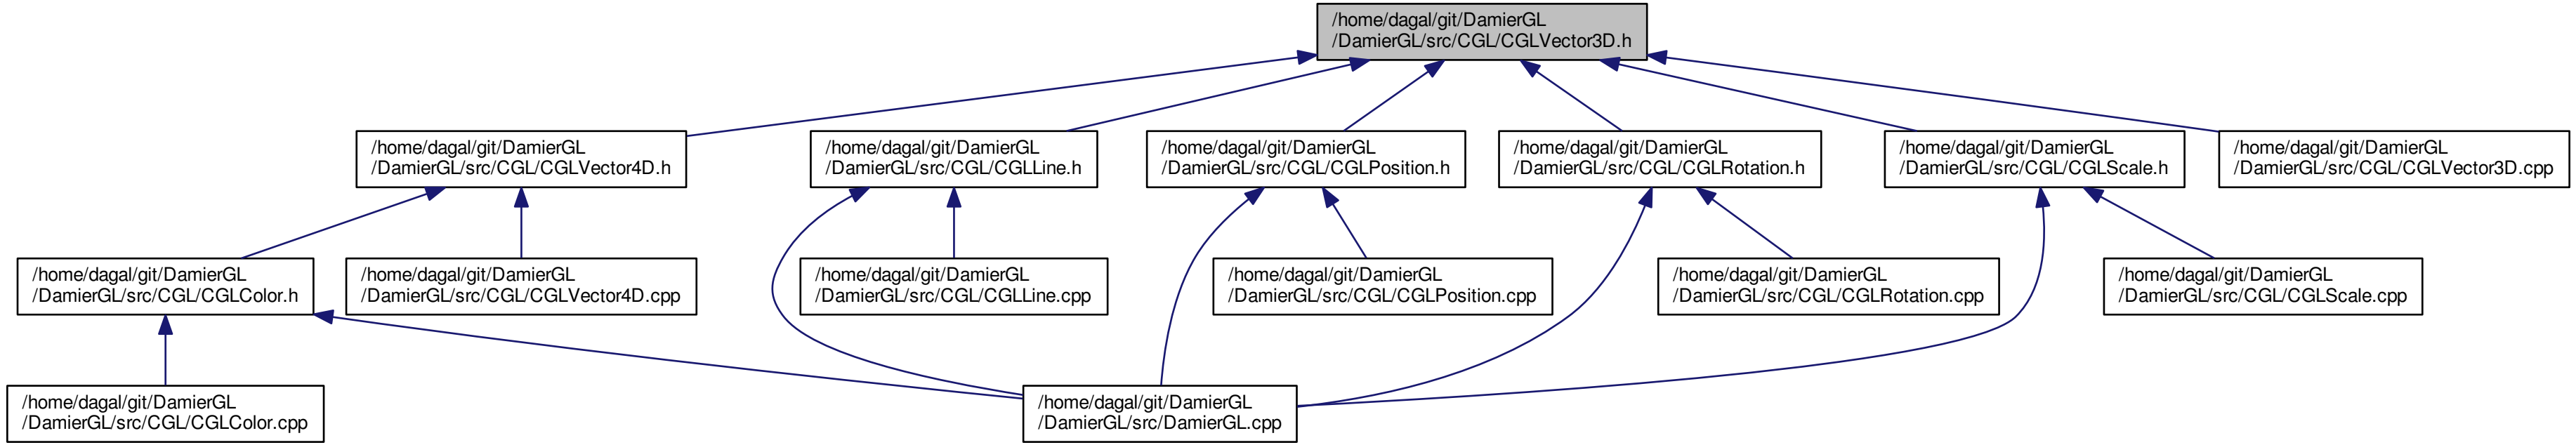 /home/dagal/git/DamierGL
/DamierGL/src/CGL/CGLVector3D.h
/home/dagal/git/DamierGL
/DamierGL/src/CGL/CGLVector4D.h
/home/dagal/git/DamierGL
/DamierGL/src/CGL/CGLLine.h
/home/dagal/git/DamierGL
/DamierGL/src/CGL/CGLPosition.h
/home/dagal/git/DamierGL
/DamierGL/src/CGL/CGLRotation.h
/home/dagal/git/DamierGL
/DamierGL/src/CGL/CGLScale.h
/home/dagal/git/DamierGL
/DamierGL/src/CGL/CGLVector3D.cpp
/home/dagal/git/DamierGL
/DamierGL/src/CGL/CGLColor.h
/home/dagal/git/DamierGL
/DamierGL/src/CGL/CGLVector4D.cpp
/home/dagal/git/DamierGL
/DamierGL/src/CGL/CGLLine.cpp
/home/dagal/git/DamierGL
/DamierGL/src/CGL/CGLPosition.cpp
/home/dagal/git/DamierGL
/DamierGL/src/CGL/CGLRotation.cpp
/home/dagal/git/DamierGL
/DamierGL/src/CGL/CGLScale.cpp
/home/dagal/git/DamierGL
/DamierGL/src/CGL/CGLColor.cpp
/home/dagal/git/DamierGL
/DamierGL/src/DamierGL.cpp